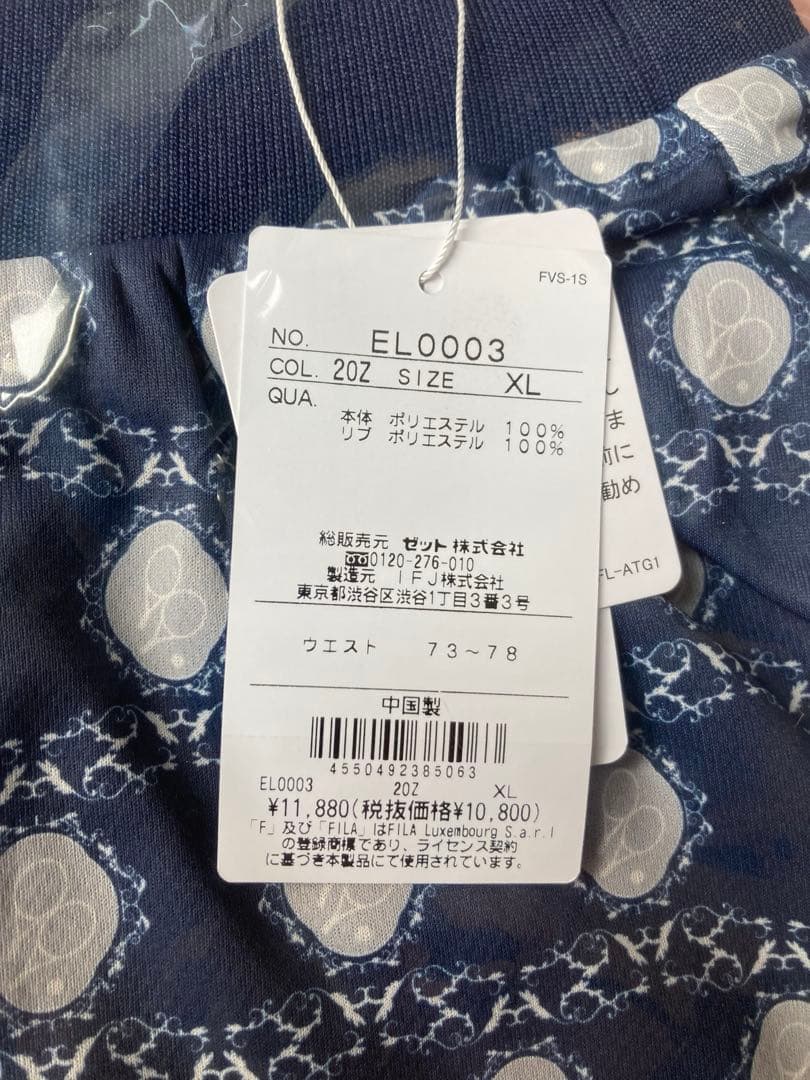 FVS-1S
NO. EL0003
COL. 20Z SIZE XL
QUA.
本体 ポリエステル 100%
リブ ポリエステル 100%
総販売元 ゼット株式会社
0120-276-010
製造元 IFJ株式会社
東京都渋谷区渋谷1丁目3番3号
ウエスト 73~78
中国製
4550492385063
EL0003 20Z XL
¥11,880(税抜価格¥10,800)
「F」及び「FILA」はFILA Luxembourg S.a.r.l
の登録商標であり、ライセンス契約
に基づき本製品にて使用されています。
し
ま
前に
勧め
FL-ATG1